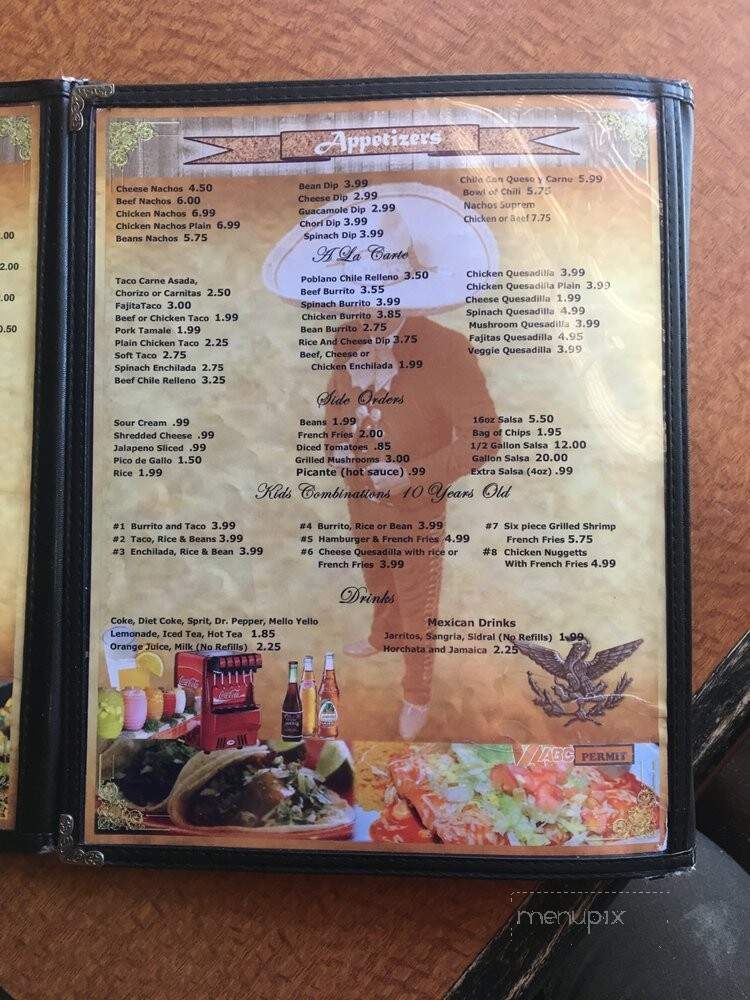 Appetizers
Cheese Nachos 4.50
Beef Nachos 6.00
Chicken Nachos 6.99
Chicken Nachos Plain 6.99
Beans Nachos 5.75
Bean Dip 3.99
Cheese Dip 2.99
Guacamole Dip 2.99
Chori Dip 3.99
Spinach Dip 3.99
Chile Con Queso y Carne 5.99
Bowl of Chili 5.75
Nachos Suprem
Chicken or Beef 7.75
A La Carte
Taco Carne Asada,
Chorizo or Carnitas 2.50
FajitaTaco 3.00
Beef or Chicken Taco 1.99
Pork Tamale 1.99
Plain Chicken Taco 2.25
Soft Taco 2.75
Spinach Enchilada 2.75
Beef Chile Relleno 3.25
Poblano Chile Relleno 3.50
Beef Burrito 3.55
Spinach Burrito 3.99
Chicken Burrito 3.85
Bean Burrito 2.75
Rice And Cheese Dip 3.75
Beef, Cheese or
Chicken Enchilada 1.99
Chicken Quesadilla 3.99
Chicken Quesadilla Plain 3.99
Cheese Quesadilla 1.99
Spinach Quesadilla 4.99
Mushroom Quesadilla 3.99
Fajitas Quesadilla 4.95
Veggie Quesadilla 3.99
Side Orders
Sour Cream .99
Shredded Cheese .99
Jalapeno Sliced .99
Pico de Gallo 1.50
Rice 1.99
Beans 1.99
French Fries 2.00
Diced Tomatoes .85
Grilled Mushrooms 3.00
Picante (hot sauce) .99
16oz Salsa 5.50
Bag of Chips 1.95
1/2 Gallon Salsa 12.00
Gallon Salsa 20.00
Extra Salsa (4oz) .99
Kids Combinations 10 Years Old
#1 Burrito and Taco 3.99
#2 Taco, Rice & Beans 3.99
#3 Enchilada, Rice & Bean 3.99
#4 Burrito, Rice or Bean 3.99
#5 Hamburger & French Fries 4.99
#6 Cheese Quesadilla with rice or
French Fries 3.99
#7 Six piece Grilled Shrimp
French Fries 5.75
#8 Chicken Nuggetts
With French Fries 4.99
Drinks
Coke, Diet Coke, Sprit, Dr. Pepper, Mello Yello
Lemonade, Iced Tea, Hot Tea 1.85
Orange Juice, Milk (No Refills) 2.25
Mexican Drinks
Jarritos, Sangria, Sidral (No Refills) 1.99
Horchata and Jamaica 2.25
Coca-Cola
ABC PERMIT
menupix